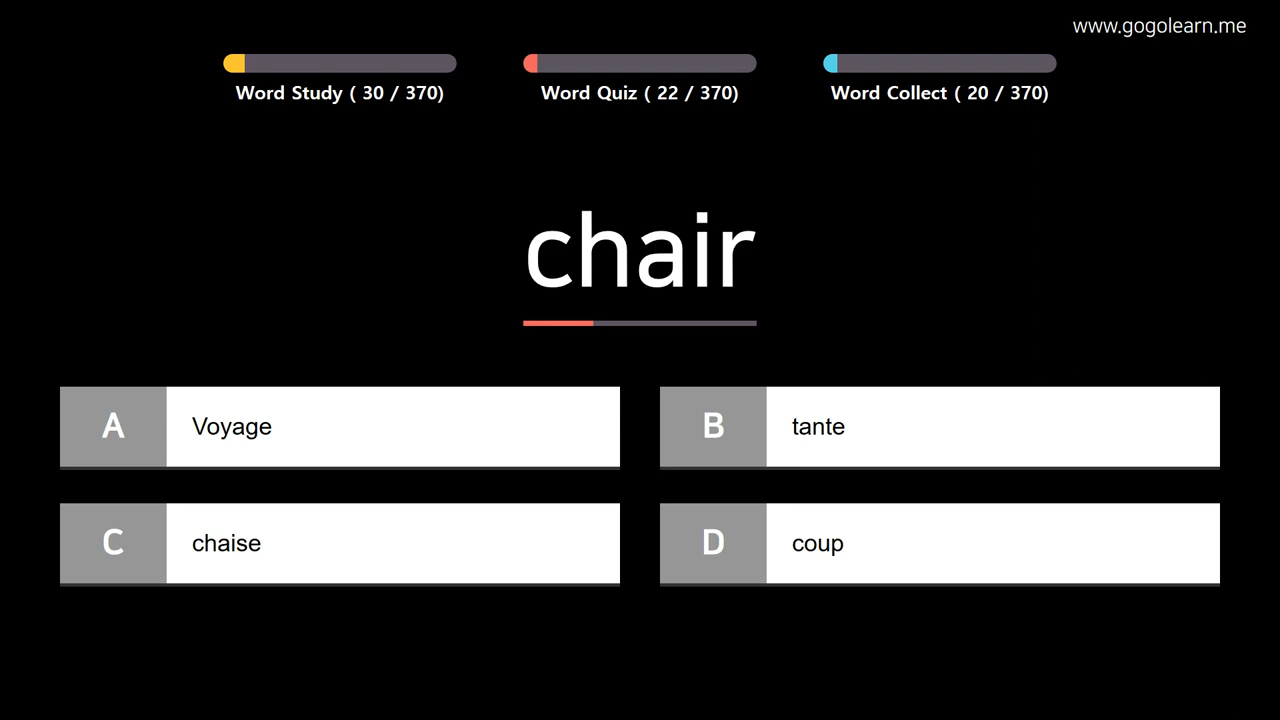 www.gogolearn.me
Word Study ( 30 / 370)
Word Quiz ( 22 / 370)
Word Collect ( 20 / 370)
chair
A Voyage
B tante
C chaise
D coup